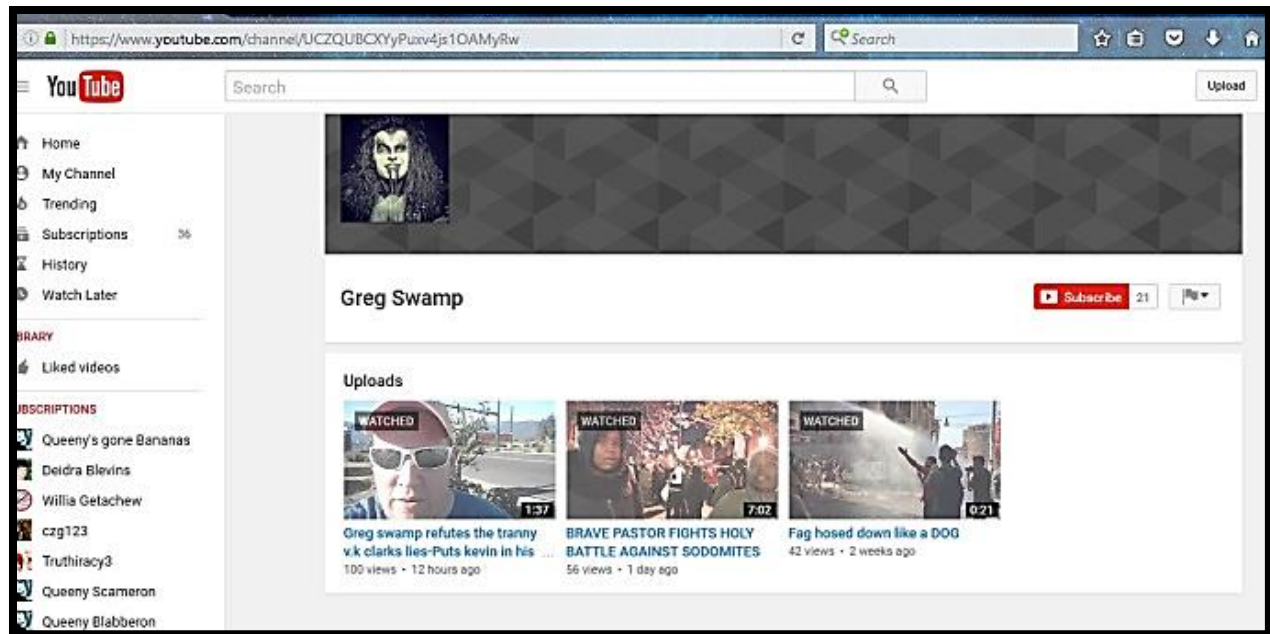 https://www.youtube.com/channel/UCZQUBCXYyPuxv4js1OAMyRw
Search
YouTube
Search
Upload
Home
My Channel
Trending
Subscriptions 36
History
Watch Later
BRARY
Liked videos
UBSCRIPTIONS
Queeny's gone Bananas
Deidra Blevins
Willia Getachew
czg123
Truthiracy3
Queeny Scameron
Queeny Blabberon
Greg Swamp
Subscribe 21
Uploads
WATCHED
1:37
Greg swamp refutes the tranny
v.k clarks lies-Puts kevin in his ...
100 views • 12 hours ago
WATCHED
7:02
BRAVE PASTOR FIGHTS HOLY
BATTLE AGAINST SODOMITES
56 views • 1 day ago
WATCHED
0:21
Fag hosed down like a DOG
42 views • 2 weeks ago